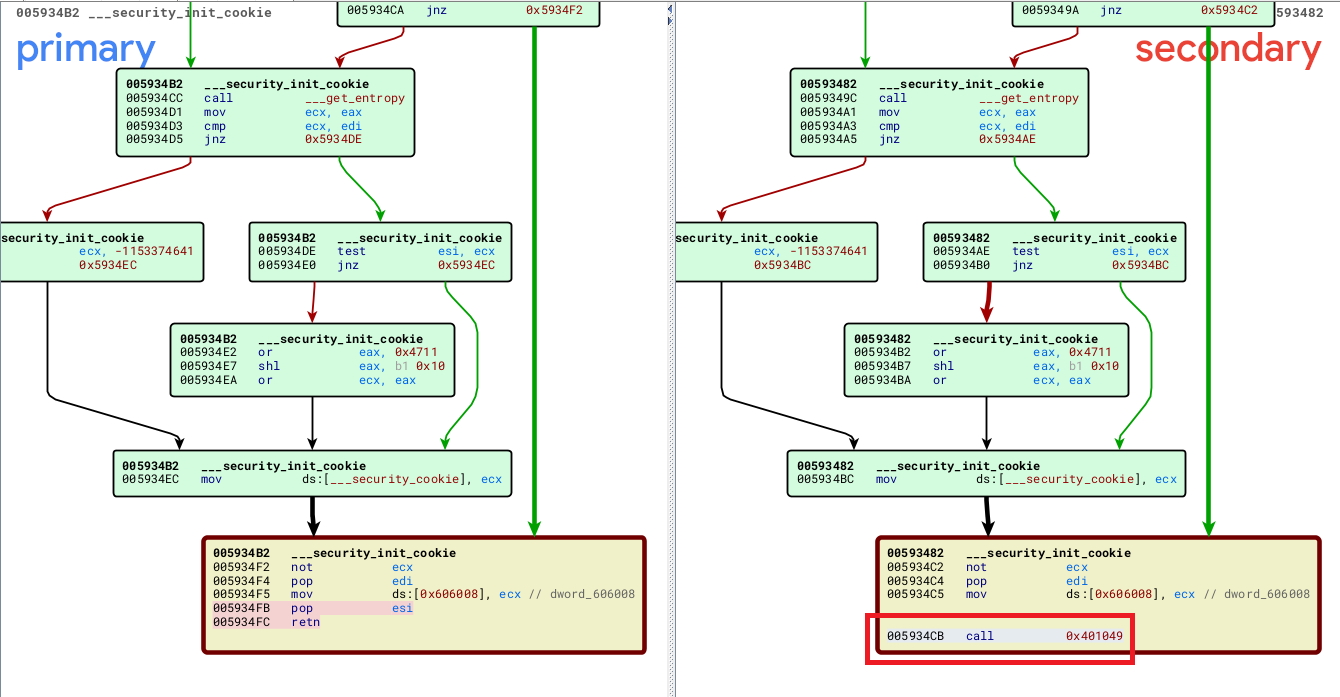 005934B2 ___security_init_cookie
primary
005934CA jnz 0x5934F2
005934B2 ___security_init_cookie
005934CC call ___get_entropy
005934D1 mov ecx, eax
005934D3 cmp ecx, edi
005934D5 jnz 0x5934DE
security_init_cookie
ecx, -1153374641
0x5934EC
005934B2 ___security_init_cookie
005934DE test esi, ecx
005934E0 jnz 0x5934EC
005934B2 ___security_init_cookie
005934E2 or eax, 0x4711
005934E7 shl eax, b1 0x10
005934EA or ecx, eax
005934B2 ___security_init_cookie
005934EC mov ds:[___security_cookie], ecx
005934B2 ___security_init_cookie
005934F2 not ecx
005934F4 pop edi
005934F5 mov ds:[0x606008], ecx // dword_606008
005934FB pop esi
005934FC retn
593482
secondary
0059349A jnz 0x5934C2
00593482 ___security_init_cookie
0059349C call ___get_entropy
005934A1 mov ecx, eax
005934A3 cmp ecx, edi
005934A5 jnz 0x5934AE
security_init_cookie
ecx, -1153374641
0x5934BC
00593482 ___security_init_cookie
005934AE test esi, ecx
005934B0 jnz 0x5934BC
00593482 ___security_init_cookie
005934B2 or eax, 0x4711
005934B7 shl eax, b1 0x10
005934BA or ecx, eax
00593482 ___security_init_cookie
005934BC mov ds:[___security_cookie], ecx
00593482 ___security_init_cookie
005934C2 not ecx
005934C4 pop edi
005934C5 mov ds:[0x606008], ecx // dword_606008
005934CB call 0x401049